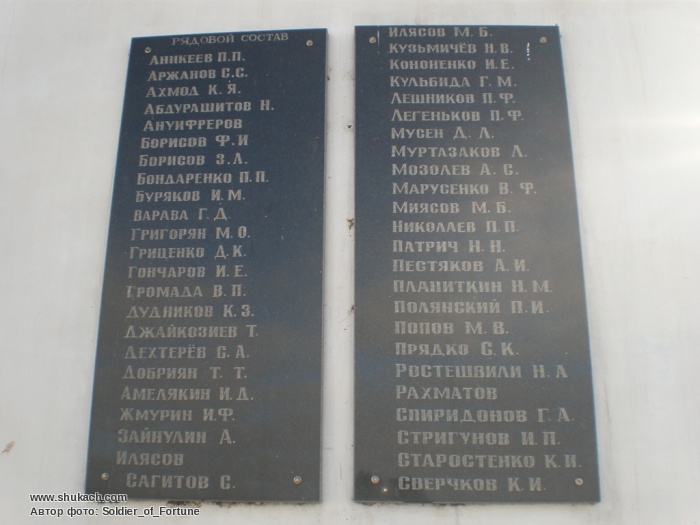 РЯДОВОЙ СОСТАВ
АНИКЕЕВ П.П.
АРЖАНОВ С.С.
АХМОД К.Я.
АБДУРАШИТОВ Н.
АНУИФРЕРОВ
БОРИСОВ Ф.И
БОРИСОВ З.Л.
БОНДАРЕНКО П.П.
БУРЯКОВ И.М.
ВАРАВА Г.Д.
ГРИГОРЯН М.О.
ГРИЦЕНКО Д.К.
ГОНЧАРОВ И.Е.
ГРОМАДА В.П.
ДУДНИКОВ К.З.
ДЖАЙКОЗИЕВ Т.
ДЕХТЕРЁВ С.А.
ДОБРИЯН Т.Т.
АМЕЛЯКИН И.Д.
ЖМУРИН И.Ф.
ЗАЙНУЛИН А.
ИЛЯСОВ
САГИТОВ С.
ИЛЯСОВ М.Б.
КУЗЬМИЧЁВ Н.В.
КОНОНЕНКО И.Е.
КУЛЬБИДА Г.М.
ЛЕШНИКОВ П.Ф.
ЛЕГЕНЬКОВ П.Ф.
МУСЕН Д.Л.
МУРТАЗАКОВ Л.
МОЗОЛЕВ А.С.
МАРУСЕНКО В.Ф.
МИЯСОВ М.Б.
НИКОЛАЕВ П.П.
ПАТРИЧ Н.Н.
ПЕСТЯКОВ А.И.
ПЛАНИТКИН Н.М.
ПОЛЯНСКИЙ П.И.
ПОПОВ М.В.
ПРЯДКО С.К.
РОСТЕШВИЛИ Н.Л
РАХМАТОВ
СПИРИДОНОВ Г.А.
СТРИГУНОВ И.П.
СТАРОСТЕНКО К.И.
СВЕРЧКОВ К.И.
www.shukach.com
Автор фото: Soldier_of_Fortune